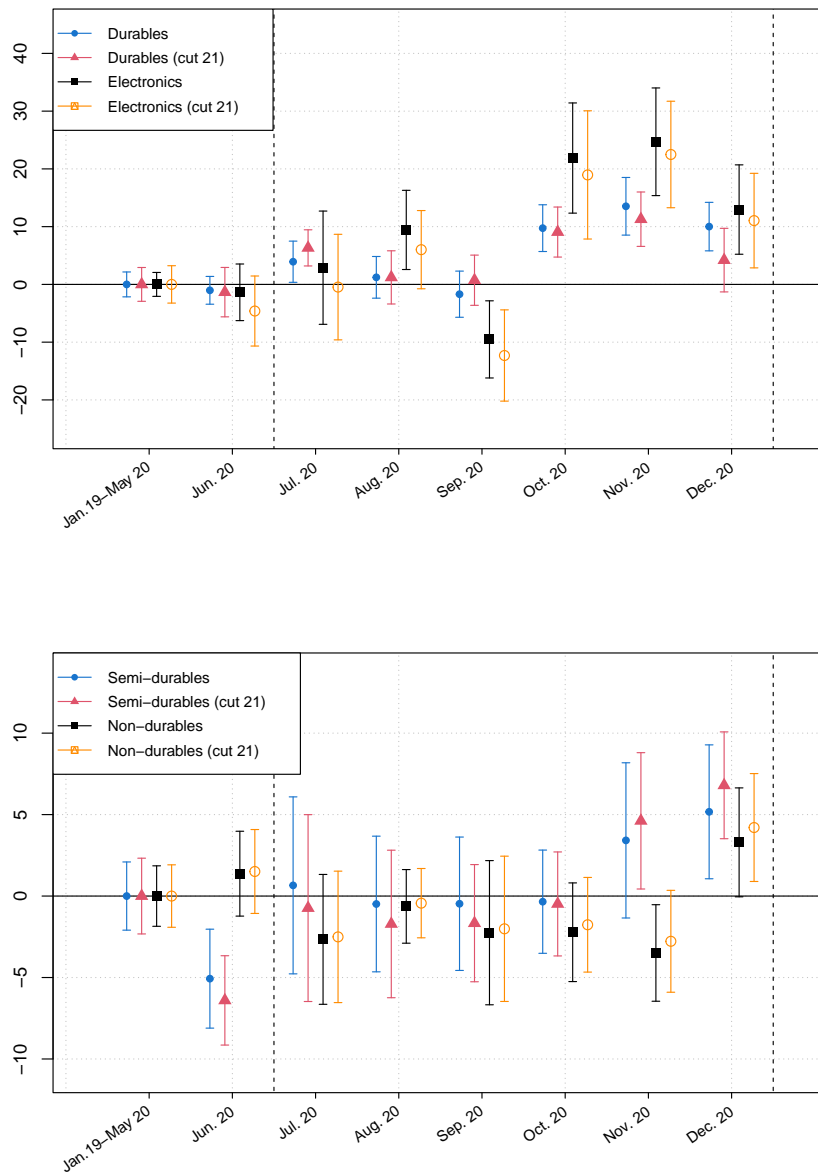 Durables
Durables (cut 21)
Electronics
Electronics (cut 21)
40
30
20
10
0
−10
−20
Jan.19−May 20
Jun. 20
Jul. 20
Aug. 20
Sep. 20
Oct. 20
Nov. 20
Dec. 20
Semi−durables
Semi−durables (cut 21)
Non−durables
Non−durables (cut 21)
10
5
0
−5
−10
Jan.19−May 20
Jun. 20
Jul. 20
Aug. 20
Sep. 20
Oct. 20
Nov. 20
Dec. 20